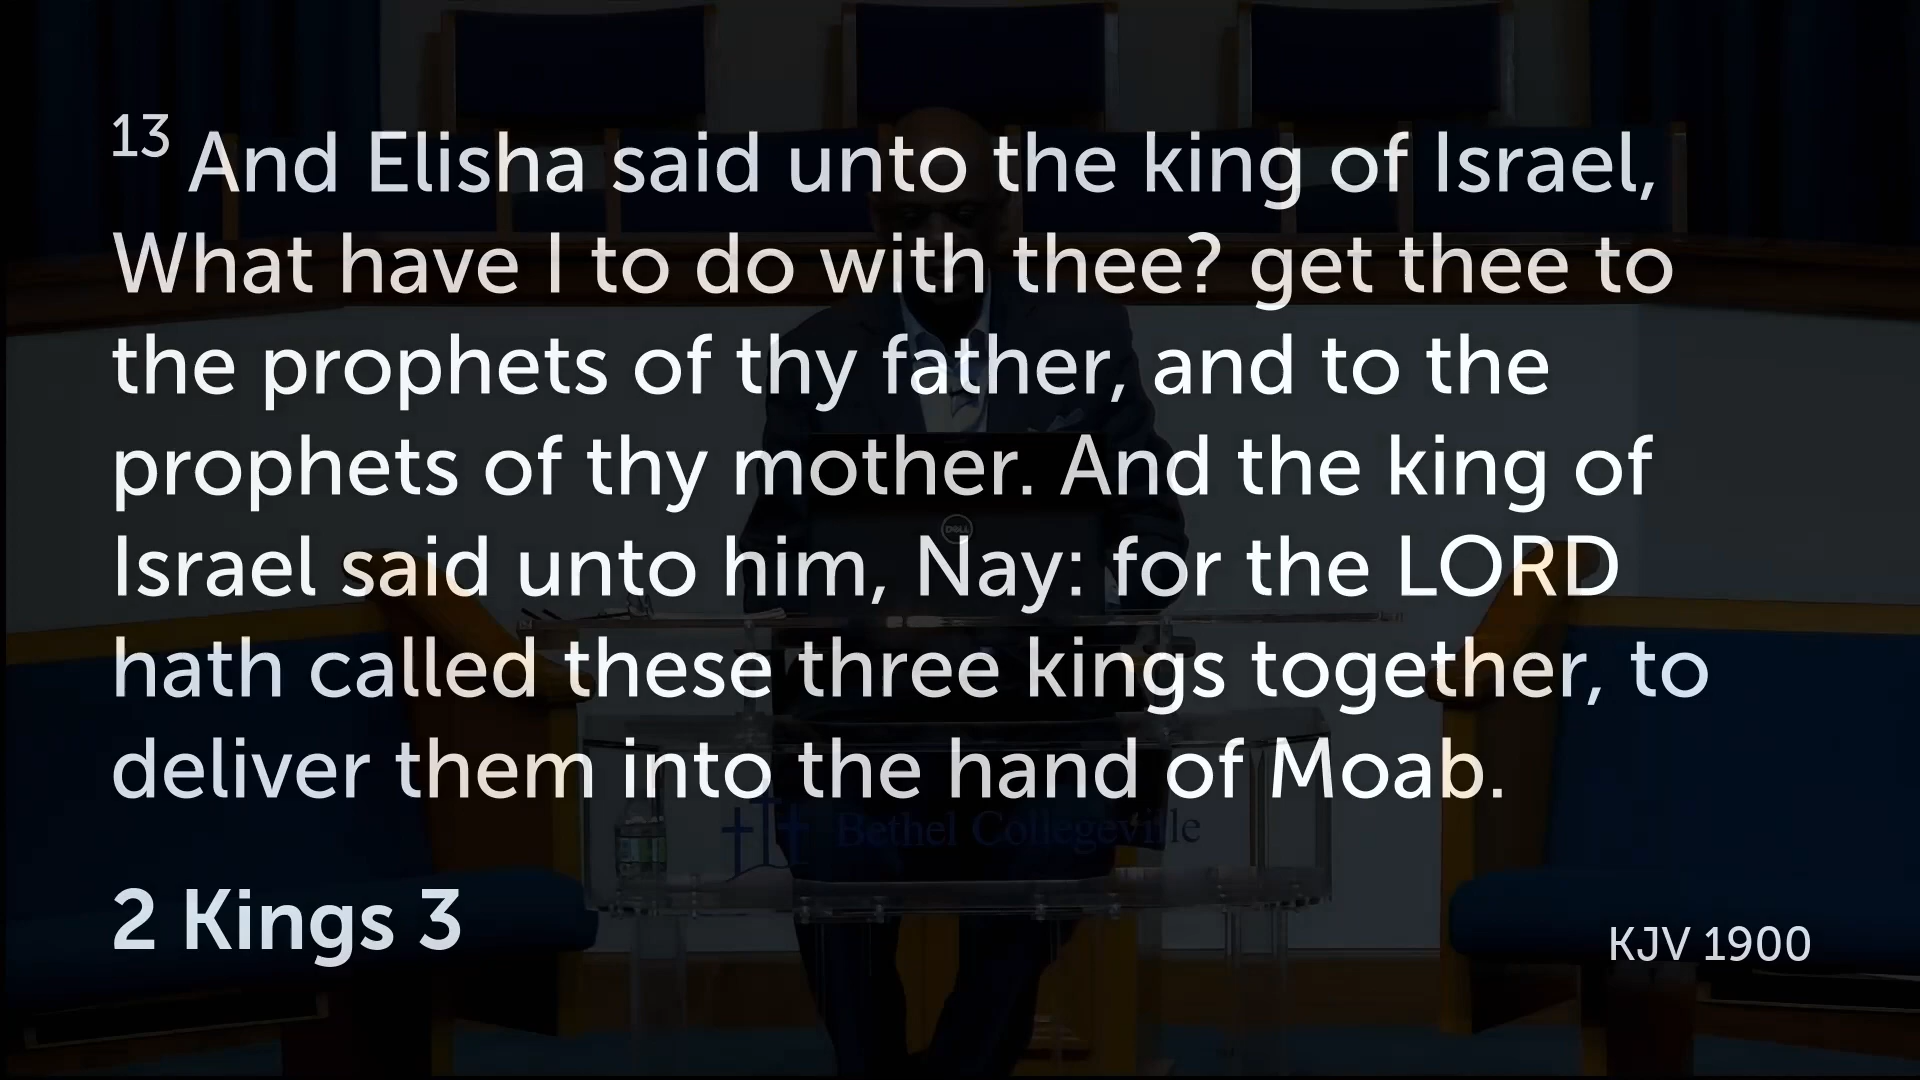 13 And Elisha said unto the king of Israel,
What have I to do with thee? get thee to
the prophets of thy father, and to the
prophets of thy mother. And the king of
Israel said unto him, Nay: for the LORD
hath called these three kings together, to
deliver them into the hand of Moab.
2 Kings 3
KJV 1900
DELL
Bethel Collegeville